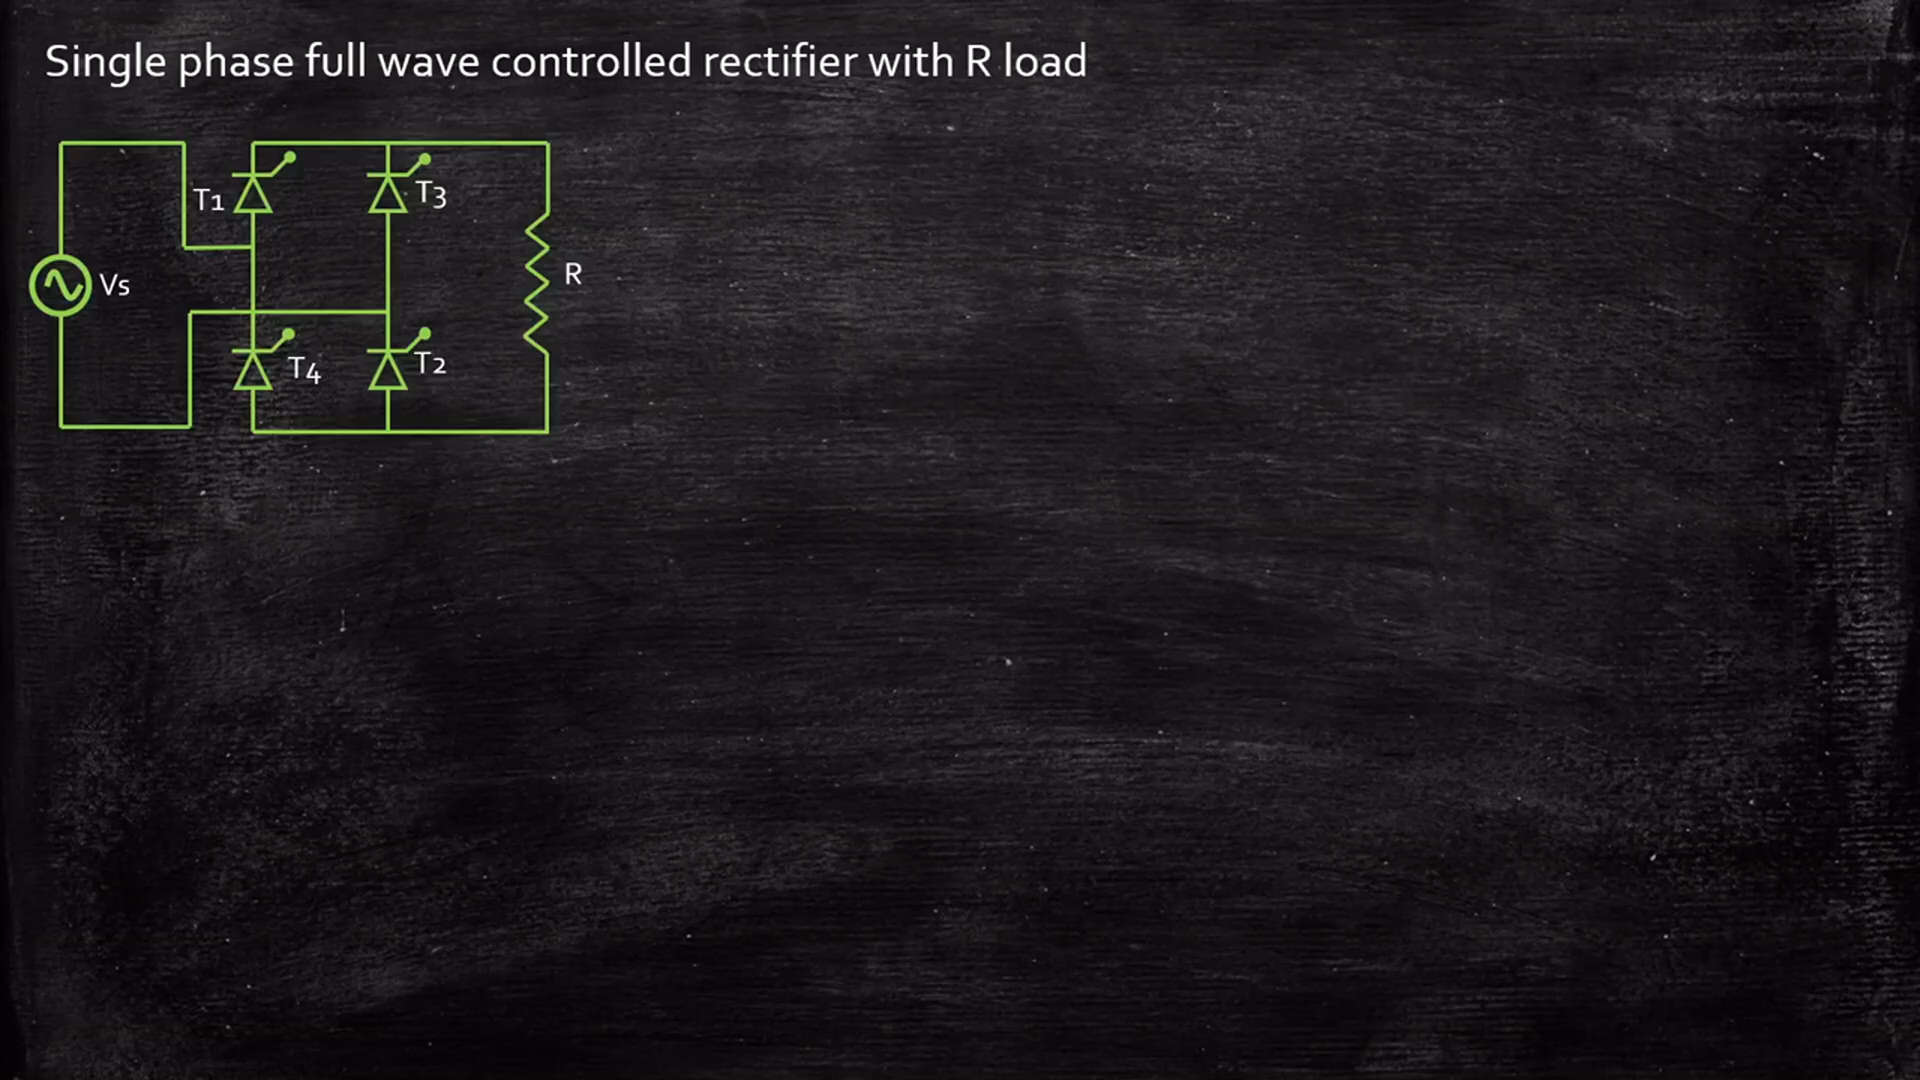 Single phase full wave controlled rectifier with R load
T1
T3
Vs
R
T4
T2